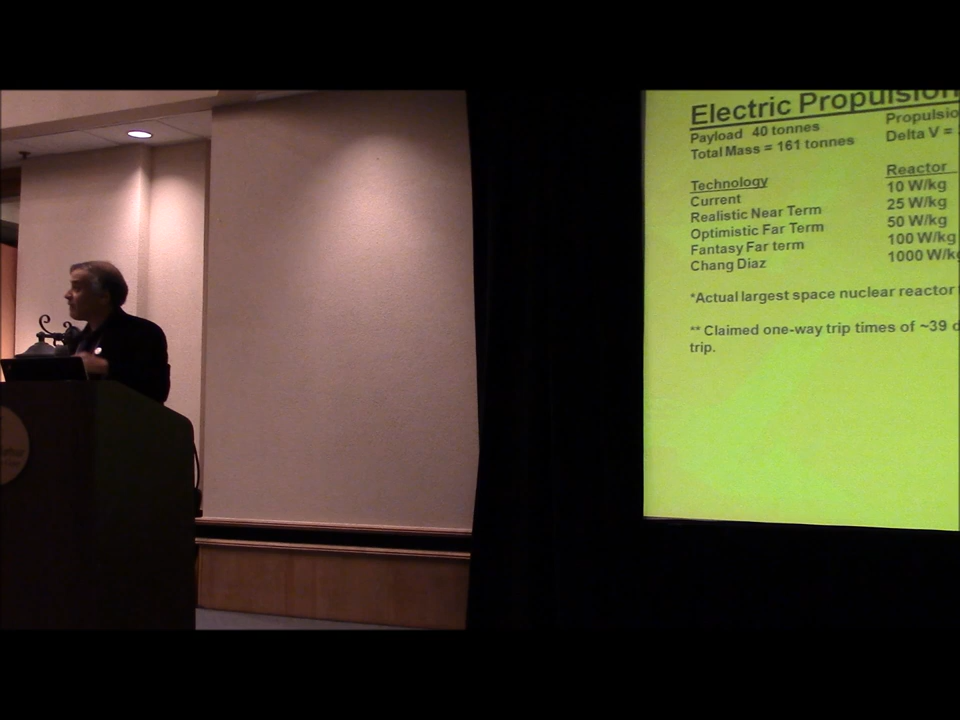 Electric Propulsion
Payload 40 tonnes
Total Mass = 161 tonnes
Propulsio
Delta V =
Technology
Current
Realistic Near Term
Optimistic Far Term
Fantasy Far term
Chang Diaz
Reactor
10 W/kg
25 W/kg
50 W/kg
100 W/kg
1000 W/k
*Actual largest space nuclear reactor
** Claimed one-way trip times of ~39 d
trip.